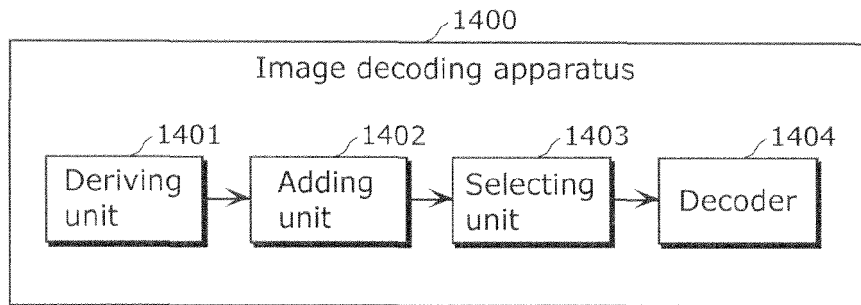 1400
Image decoding apparatus
1401
1402
1403
1404
Deriving
unit
Adding
unit
Selecting
unit
Decoder